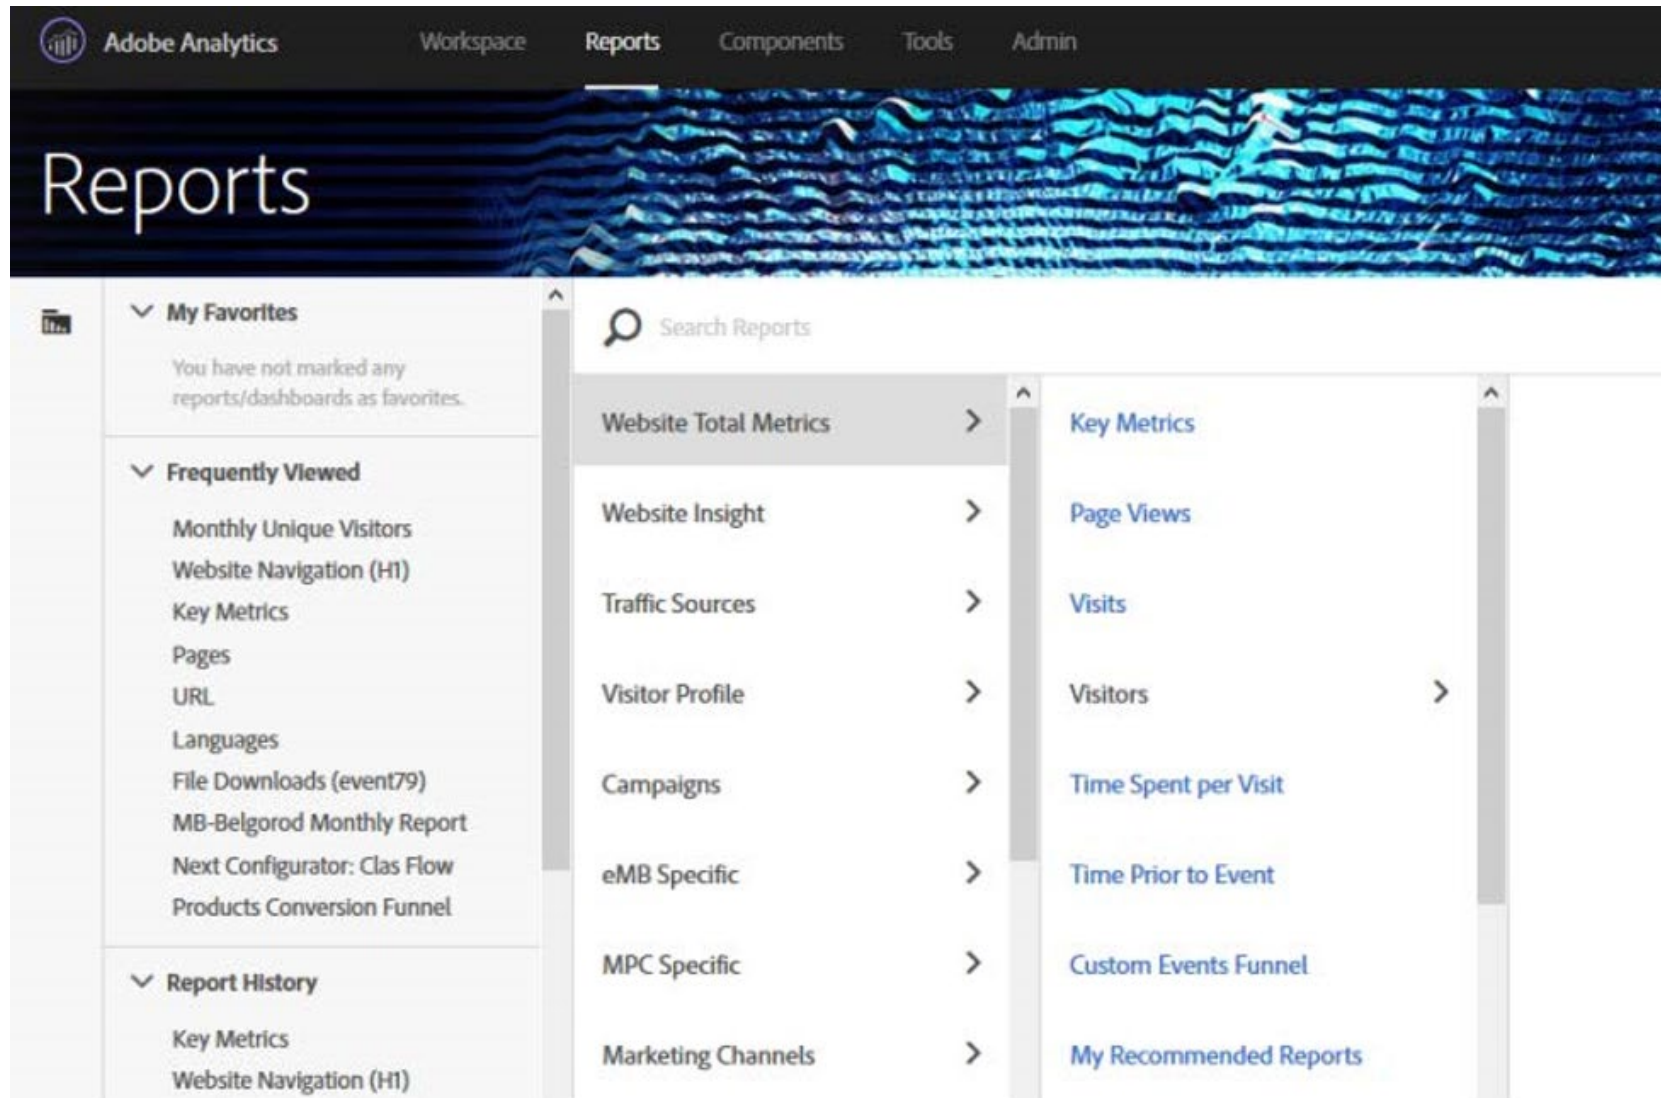 Adobe Analytics
Workspace
Reports
Components
Tools
Admin
Reports
My Favorites
You have not marked any
reports/dashboards as favorites.
Frequently Viewed
Monthly Unique Visitors
Website Navigation (H1)
Key Metrics
Pages
URL
Languages
File Downloads (event79)
MB-Belgorod Monthly Report
Next Configurator: Clas Flow
Products Conversion Funnel
Report History
Key Metrics
Website Navigation (H1)
Search Reports
Website Total Metrics
Website Insight
Traffic Sources
Visitor Profile
Campaigns
eMB Specific
MPC Specific
Marketing Channels
Key Metrics
Page Views
Visits
Visitors
Time Spent per Visit
Time Prior to Event
Custom Events Funnel
My Recommended Reports